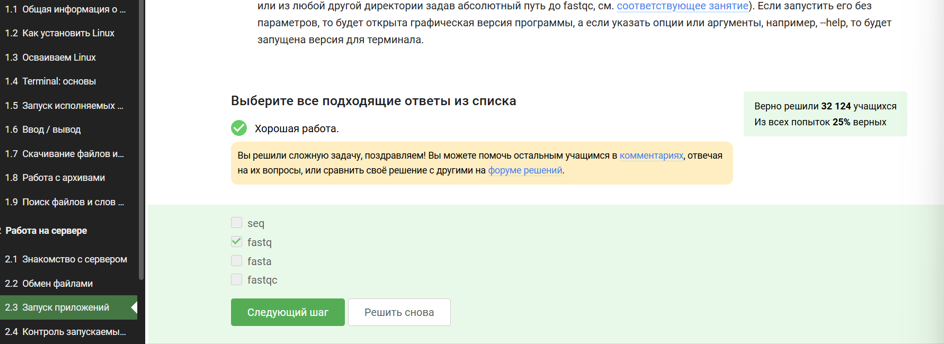 1.1 Общая информация о ...
1.2 Как установить Linux
1.3 Осваиваем Linux
1.4 Terminal: основы
1.5 Запуск исполняемых ...
1.6 Ввод / вывод
1.7 Скачивание файлов и...
1.8 Работа с архивами
1.9 Поиск файлов и слов ...
Работа на сервере
2.1 Знакомство с сервером
2.2 Обмен файлами
2.3 Запуск приложений
2.4 Контроль запускаемы...
или из любой другой директории задав абсолютный путь до fastqc, см. соответствующее занятие). Если запустить его без
параметров, то будет открыта графическая версия программы, а если указать опции или аргументы, например, --help, то будет
запущена версия для терминала.
Выберите все подходящие ответы из списка
Верно решили 32 124 учащихся
Из всех попыток 25% верных
Хорошая работа.
Вы решили сложную задачу, поздравляем! Вы можете помочь остальным учащимся в комментариях, отвечая
на их вопросы, или сравнить своё решение с другими на форуме решений.
seq
fastq
fasta
fastqc
Следующий шаг
Решить снова